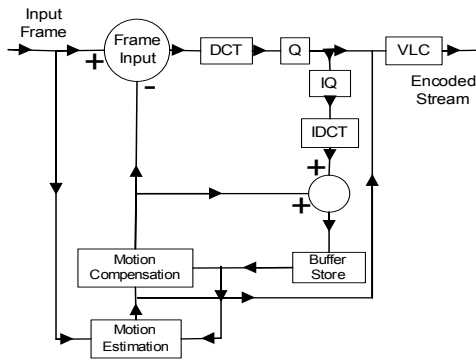 Input
Frame
Frame
Input
DCT
Q
VLC
+
-
IQ
Encoded
Stream
IDCT
+
+
Motion
Compensation
Buffer
Store
Motion
Estimation